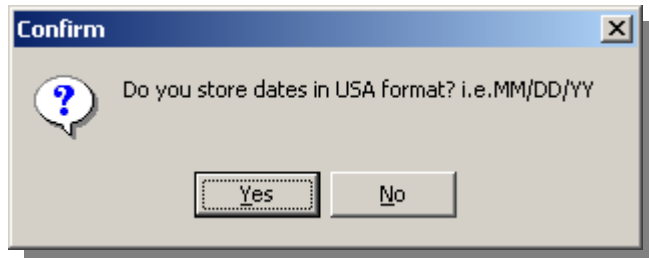 Confirm
Do you store dates in USA format? i.e.MM/DD/YY
Yes
No